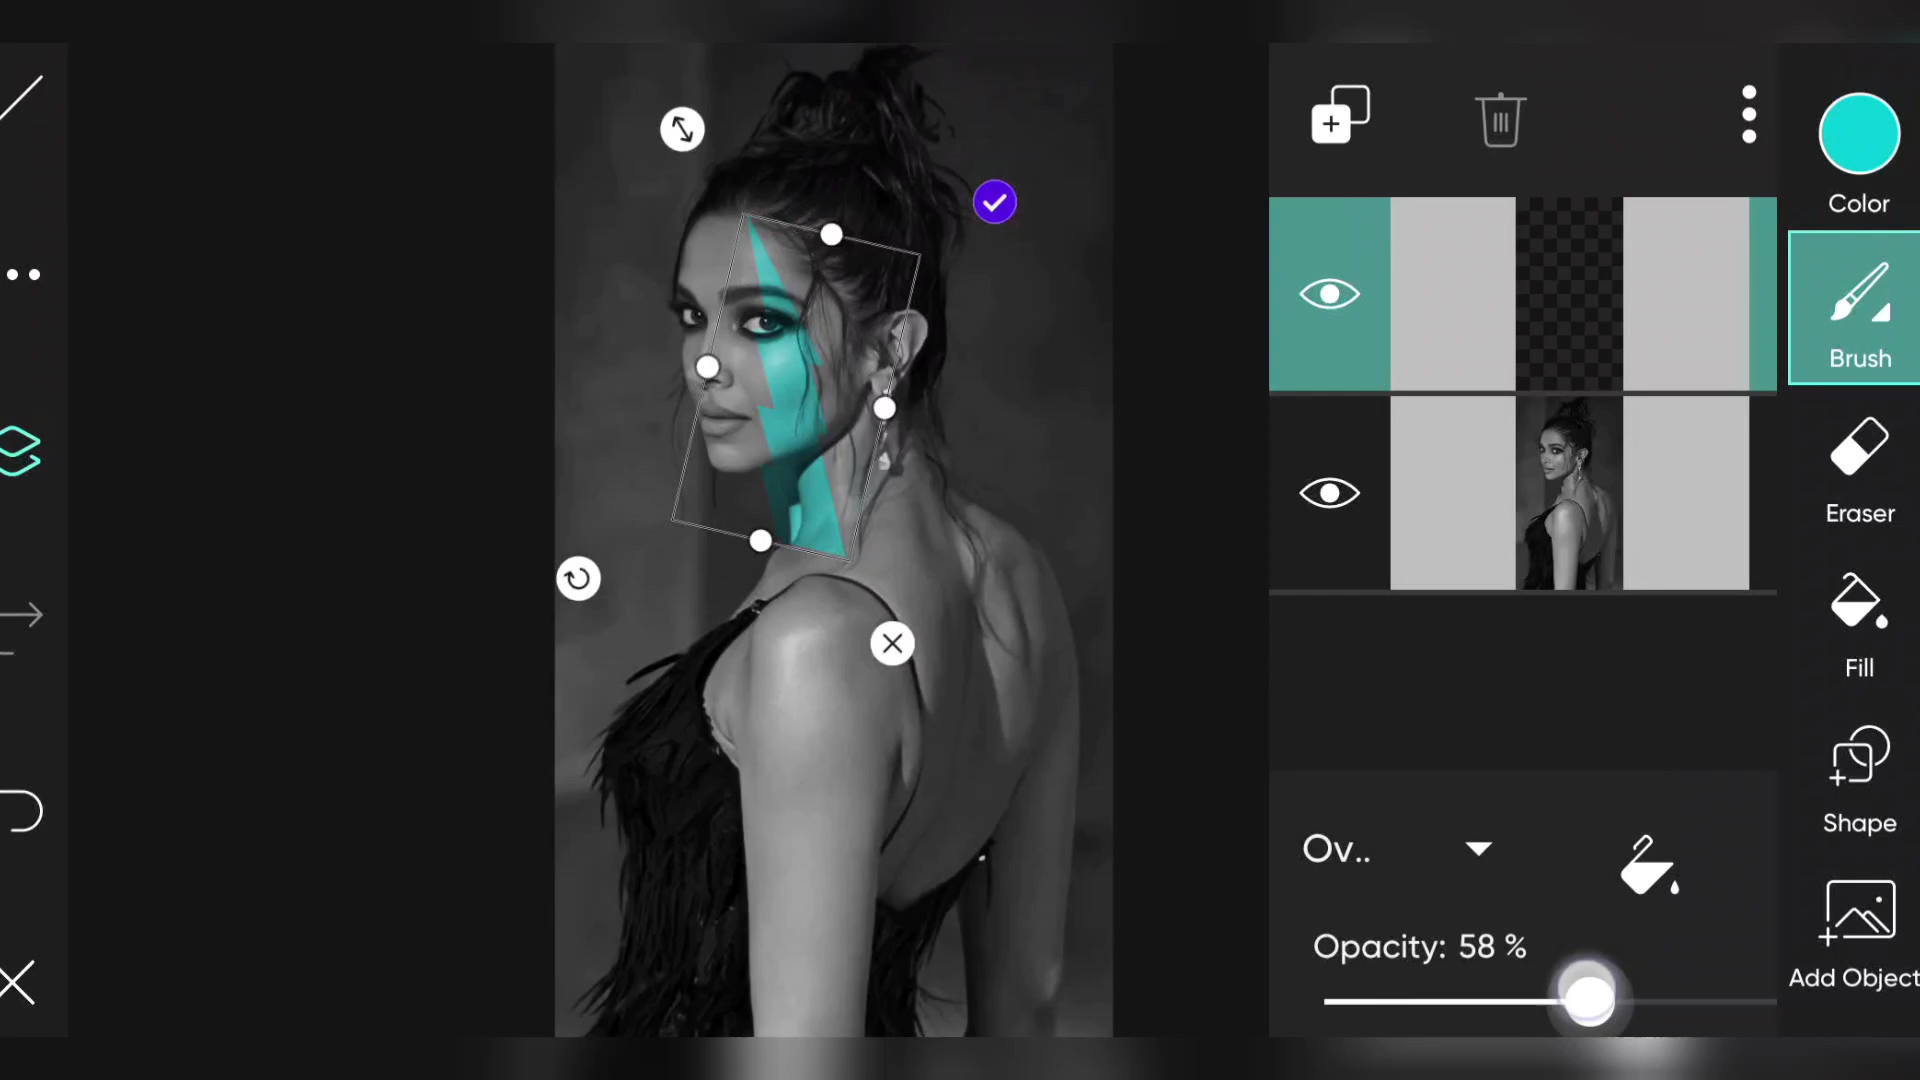 Color
Brush
Eraser
Fill
Shape
Add Object
Ov..
Opacity: 58 %